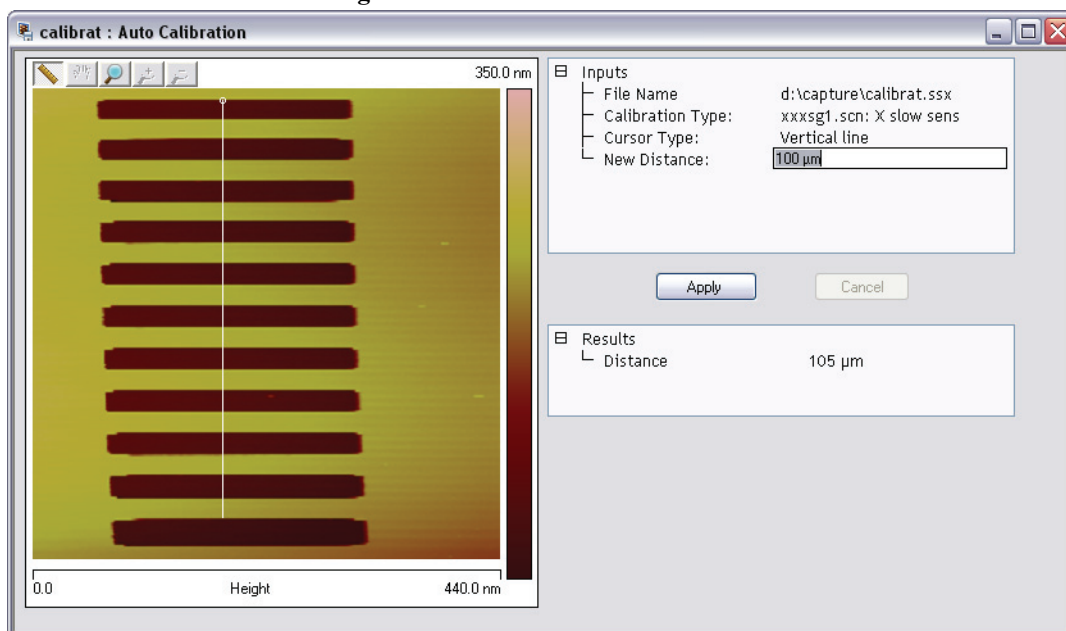 calibrat : Auto Calibration
350.0 nm
0.0 Height 440.0 nm
Inputs
File Name d:\capture\calibrat.ssx
Calibration Type: xxxsg1.scn: X slow sens
Cursor Type: Vertical line
New Distance: 100 µm
Apply Cancel
Results
Distance 105 µm